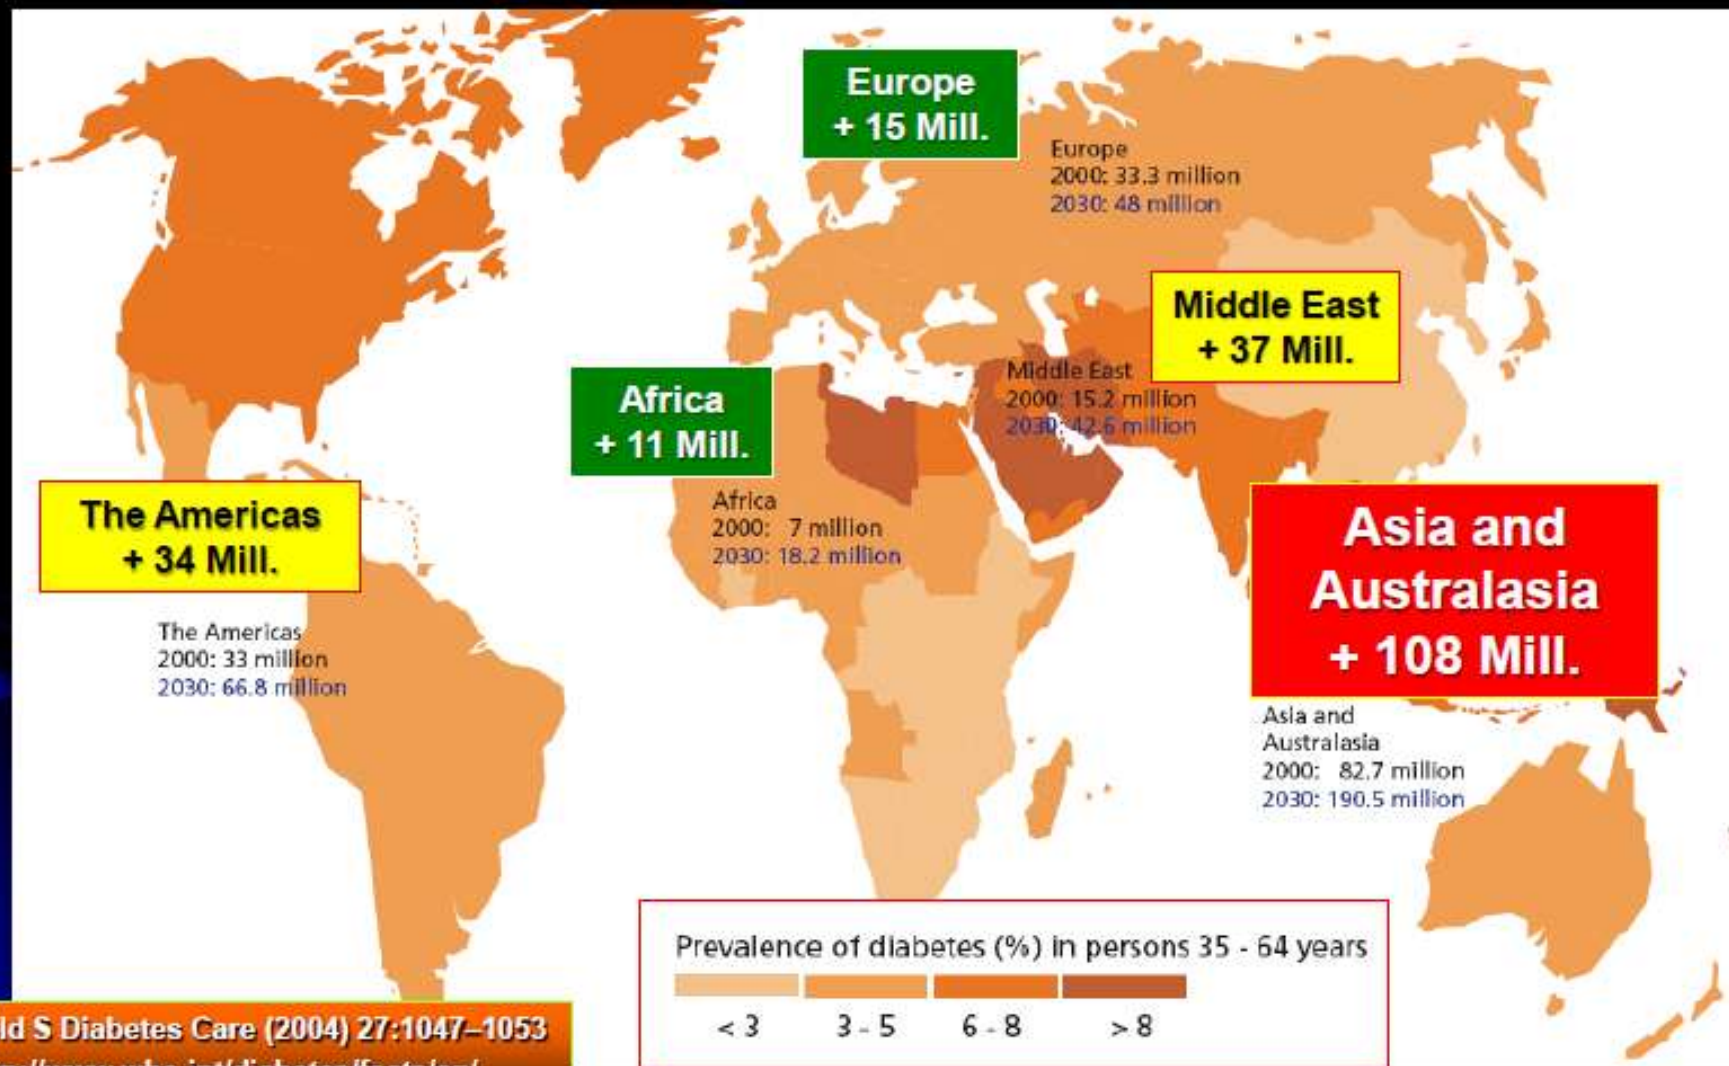 Europe
+ 15 Mill.
Europe
2000: 33.3 million
2030: 48 million
Middle East
+ 37 Mill.
Middle East
2000: 15.2 million
2030: 42.6 million
Africa
+ 11 Mill.
Africa
2000: 7 million
2030: 18.2 million
The Americas
+ 34 Mill.
The Americas
2000: 33 million
2030: 66.8 million
Asia and
Australasia
+ 108 Mill.
Asia and
Australasia
2000: 82.7 million
2030: 190.5 million
Prevalence of diabetes (%) in persons 35 - 64 years
< 3 3 - 5 6 - 8 > 8
ld S Diabetes Care (2004) 27:1047–1053